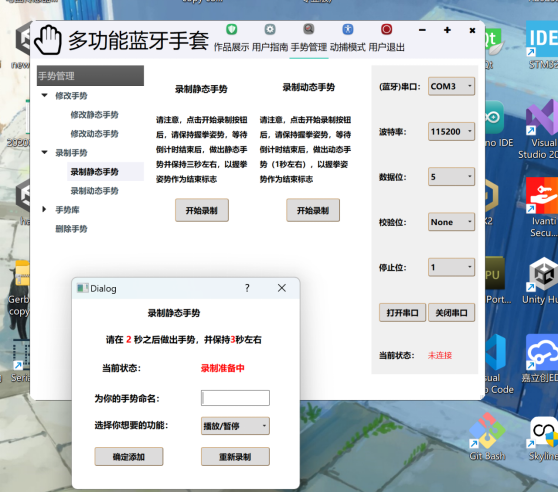 多功能蓝牙手套
作品展示 用户指南 手势管理 动捕模式 用户退出
手势管理
修改手势
修改静态手势
修改动态手势
录制手势
录制静态手势
录制动态手势
手势库
删除手势
录制静态手势
请注意，点击开始录制按钮
后，请保持握拳姿势，等待
倒计时结束后，做出静态手
势并保持三秒左右，以握拳
姿势作为结束标志
开始录制
录制动态手势
请注意，点击开始录制按钮
后，请保持握拳姿势，等待
倒计时结束后，做出动态手
势（1秒左右），以握拳姿
势作为结束标志
开始录制
(蓝牙)串口: COM3
波特率: 115200
数据位: 5
校验位: None
停止位: 1
打开串口 关闭串口
当前状态: 未连接
Dialog
录制静态手势
请在 2 秒之后做出手势，并保持3秒左右
当前状态: 录制准备中
为你的手势命名:
选择你想要的功能: 播放/暂停
确定添加 重新录制
Qt
IDE
Visual
Studio 20
Ivanti
Secu...
Port...
Unity Hu
Code
嘉立创ED
Git Bash
Skyline
Gerb
copy